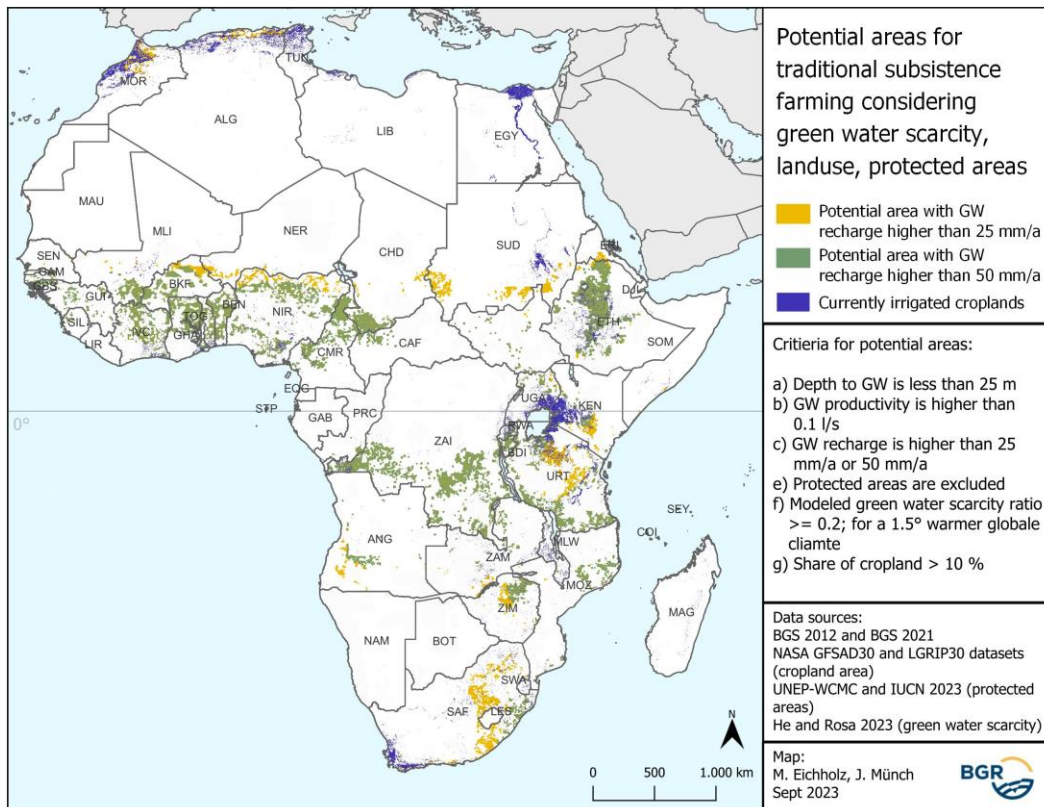 Potential areas for
traditional subsistence
farming considering
green water scarcity,
landuse, protected areas
Potential area with GW
recharge higher than 25 mm/a
Potential area with GW
recharge higher than 50 mm/a
Currently irrigated croplands
Critieria for potential areas:
a) Depth to GW is less than 25 m
b) GW productivity is higher than
0.1 l/s
c) GW recharge is higher than 25
mm/a or 50 mm/a
e) Protected areas are excluded
f) Modeled green water scarcity ratio
>= 0.2; for a 1.5° warmer globale
cliamte
g) Share of cropland > 10 %
Data sources:
BGS 2012 and BGS 2021
NASA GFSAD30 and LGRIP30 datasets
(cropland area)
UNEP-WCMC and IUCN 2023 (protected
areas)
He and Rosa 2023 (green water scarcity)
Map:
M. Eichholz, J. Münch
Sept 2023
BGR
MOR
TUN
ALG
LIB
EGY
MAU
MLI
NER
CHD
SUD
ERI
SEN
GAM
GBS
GUI
BKF
BEN
NIR
DJI
SIL
LIR
IVC
TOG
GHA
CMR
CAF
ETH
SOM
EQG
STP
GAB
PRC
ZAI
UGA
KEN
RWA
BDI
URT
0°
SEY
COI
ANG
ZAM
MLW
MOZ
ZIM
MAG
NAM
BOT
SWA
SAF
LES
N
0 500 1.000 km